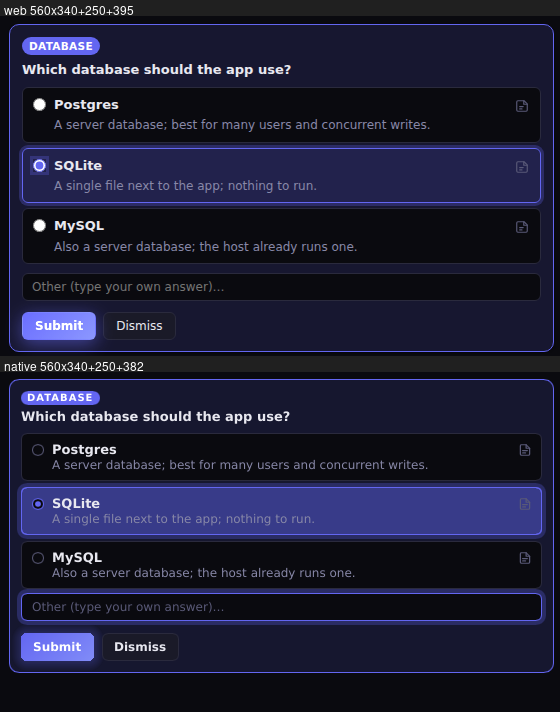 web 560x340+250+395
DATABASE
Which database should the app use?
Postgres
A server database; best for many users and concurrent writes.
SQLite
A single file next to the app; nothing to run.
MySQL
Also a server database; the host already runs one.
Other (type your own answer)...
Submit Dismiss
native 560x340+250+382
DATABASE
Which database should the app use?
Postgres
A server database; best for many users and concurrent writes.
SQLite
A single file next to the app; nothing to run.
MySQL
Also a server database; the host already runs one.
Other (type your own answer)...
Submit Dismiss